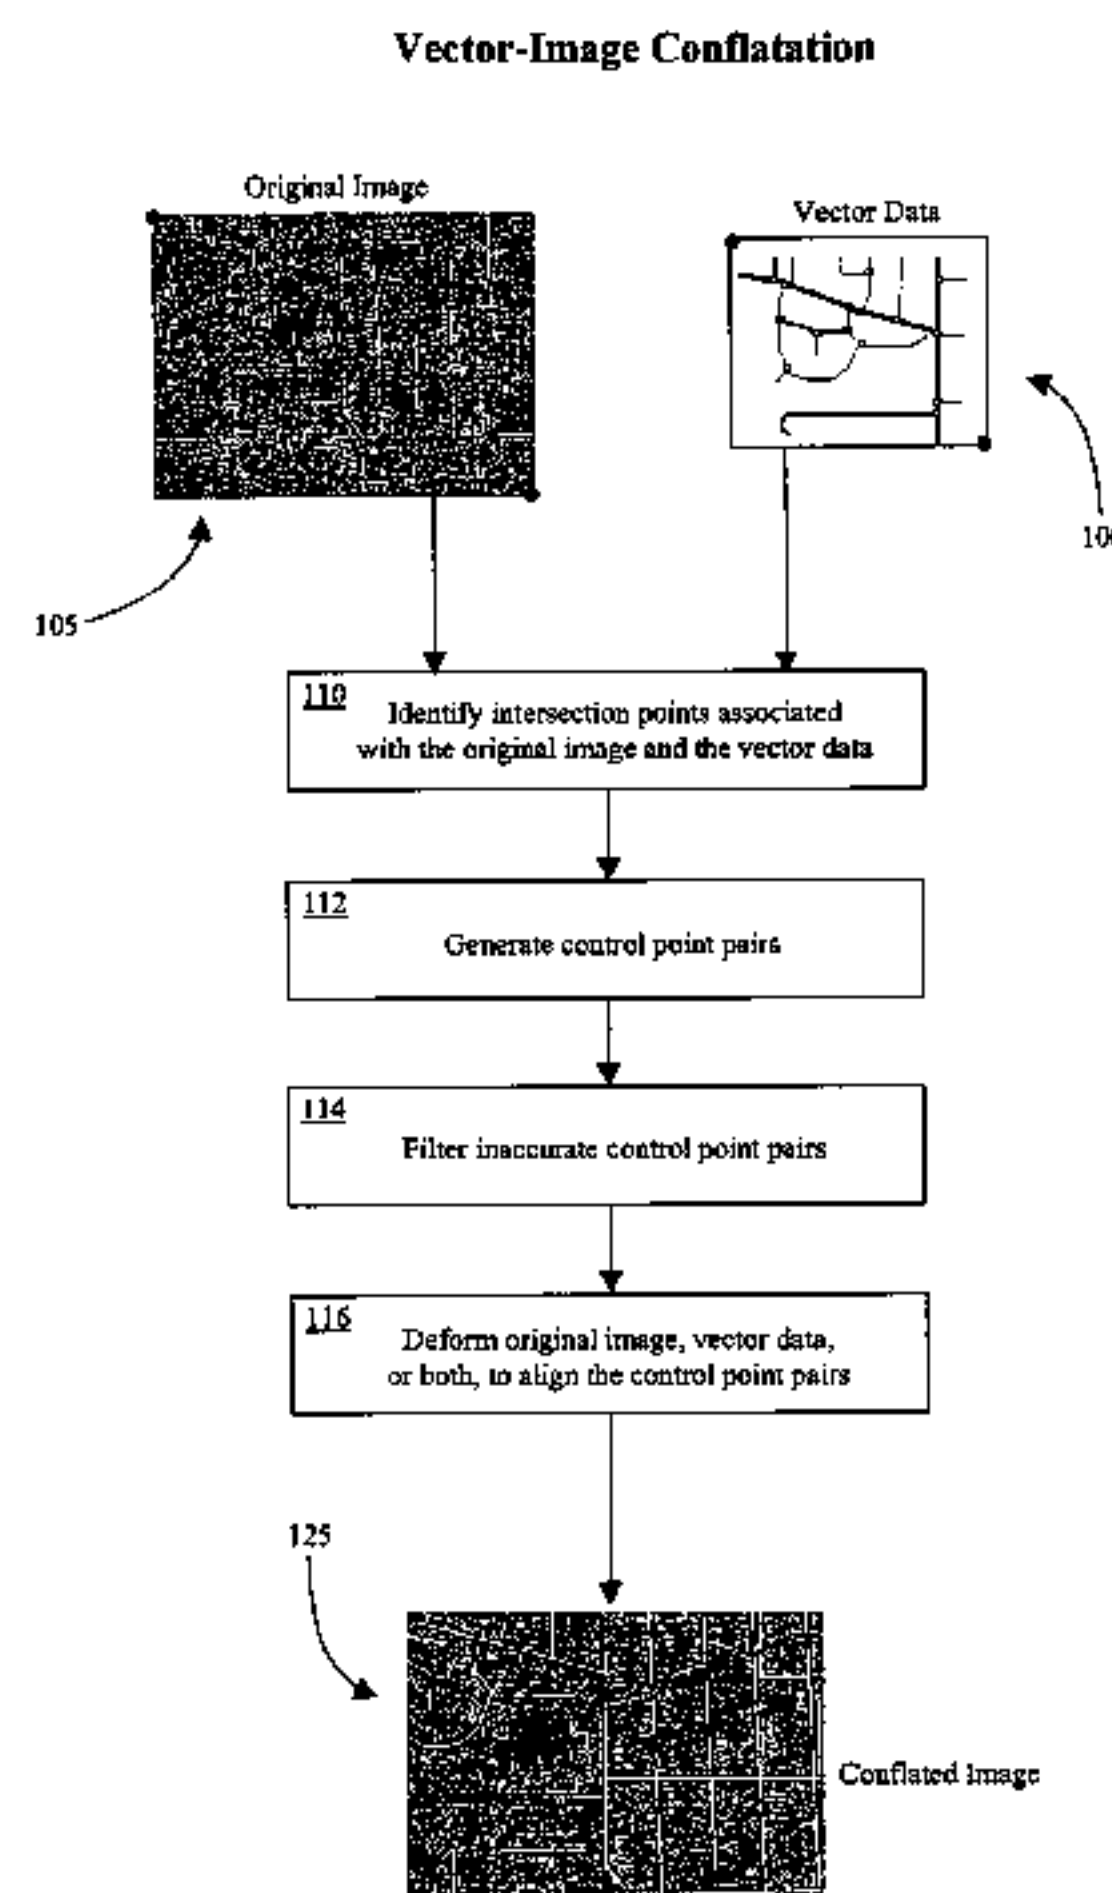 Vector-Image Conflatation
Original Image
Vector Data
105
110
Identify intersection points associated
with the original image and the vector data
112
Generate control point pairs
114
Filter inaccurate control point pairs
116
Deform original image, vector data,
or both, to align the control point pairs
125
Conflated Image